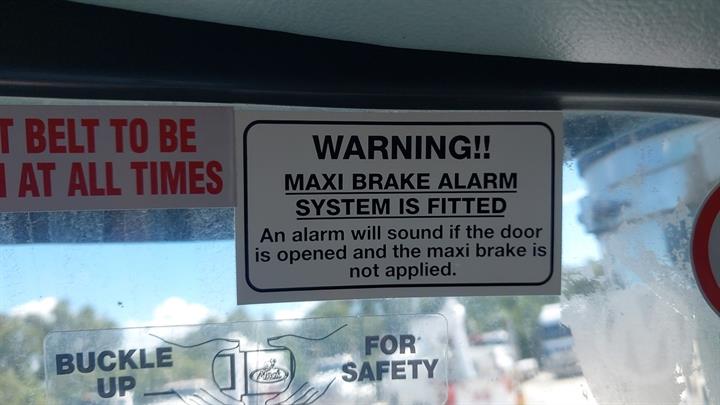 T BELT TO BE
AT ALL TIMES
WARNING!!
MAXI BRAKE ALARM
SYSTEM IS FITTED
An alarm will sound if the door
is opened and the maxi brake is
not applied.
BUCKLE
UP
FOR
SAFETY